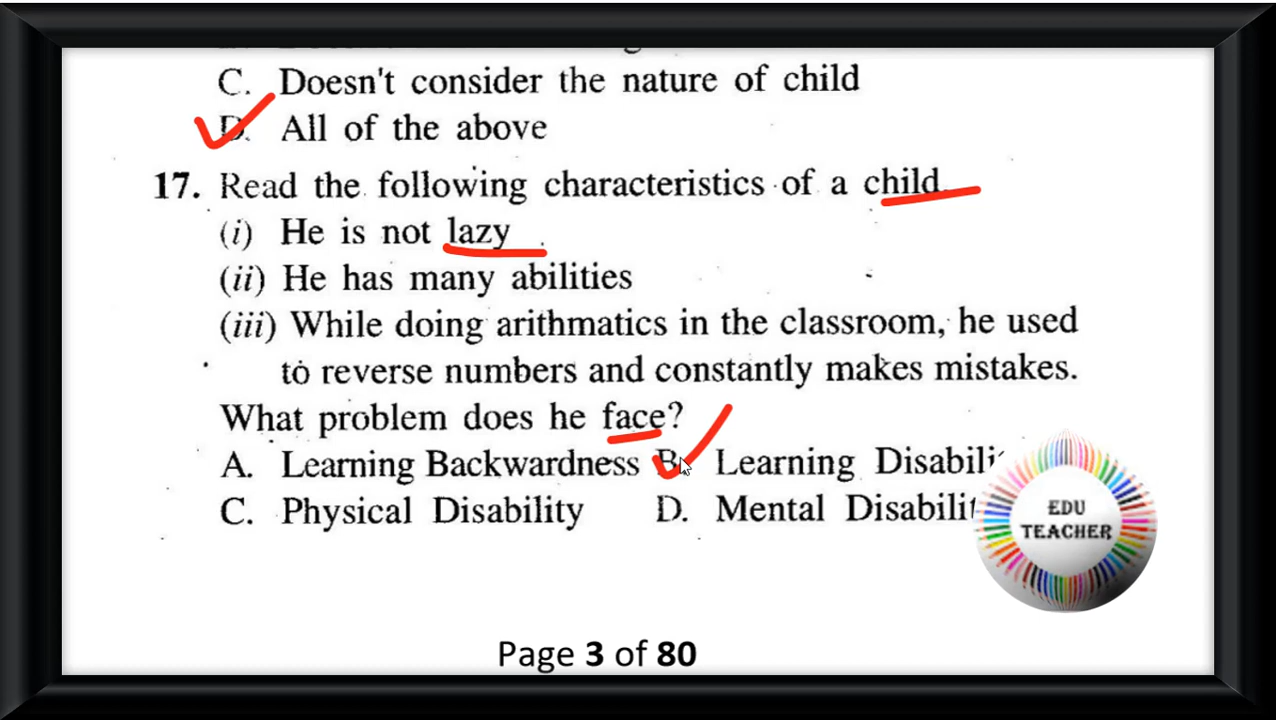 C. Doesn't consider the nature of child
D. All of the above
17. Read the following characteristics of a child.
(i) He is not lazy
(ii) He has many abilities
(iii) While doing arithmatics in the classroom, he used
to reverse numbers and constantly makes mistakes.
What problem does he face?
A. Learning Backwardness B. Learning Disabili
C. Physical Disability D. Mental Disabilit
EDU
TEACHER
Page 3 of 80